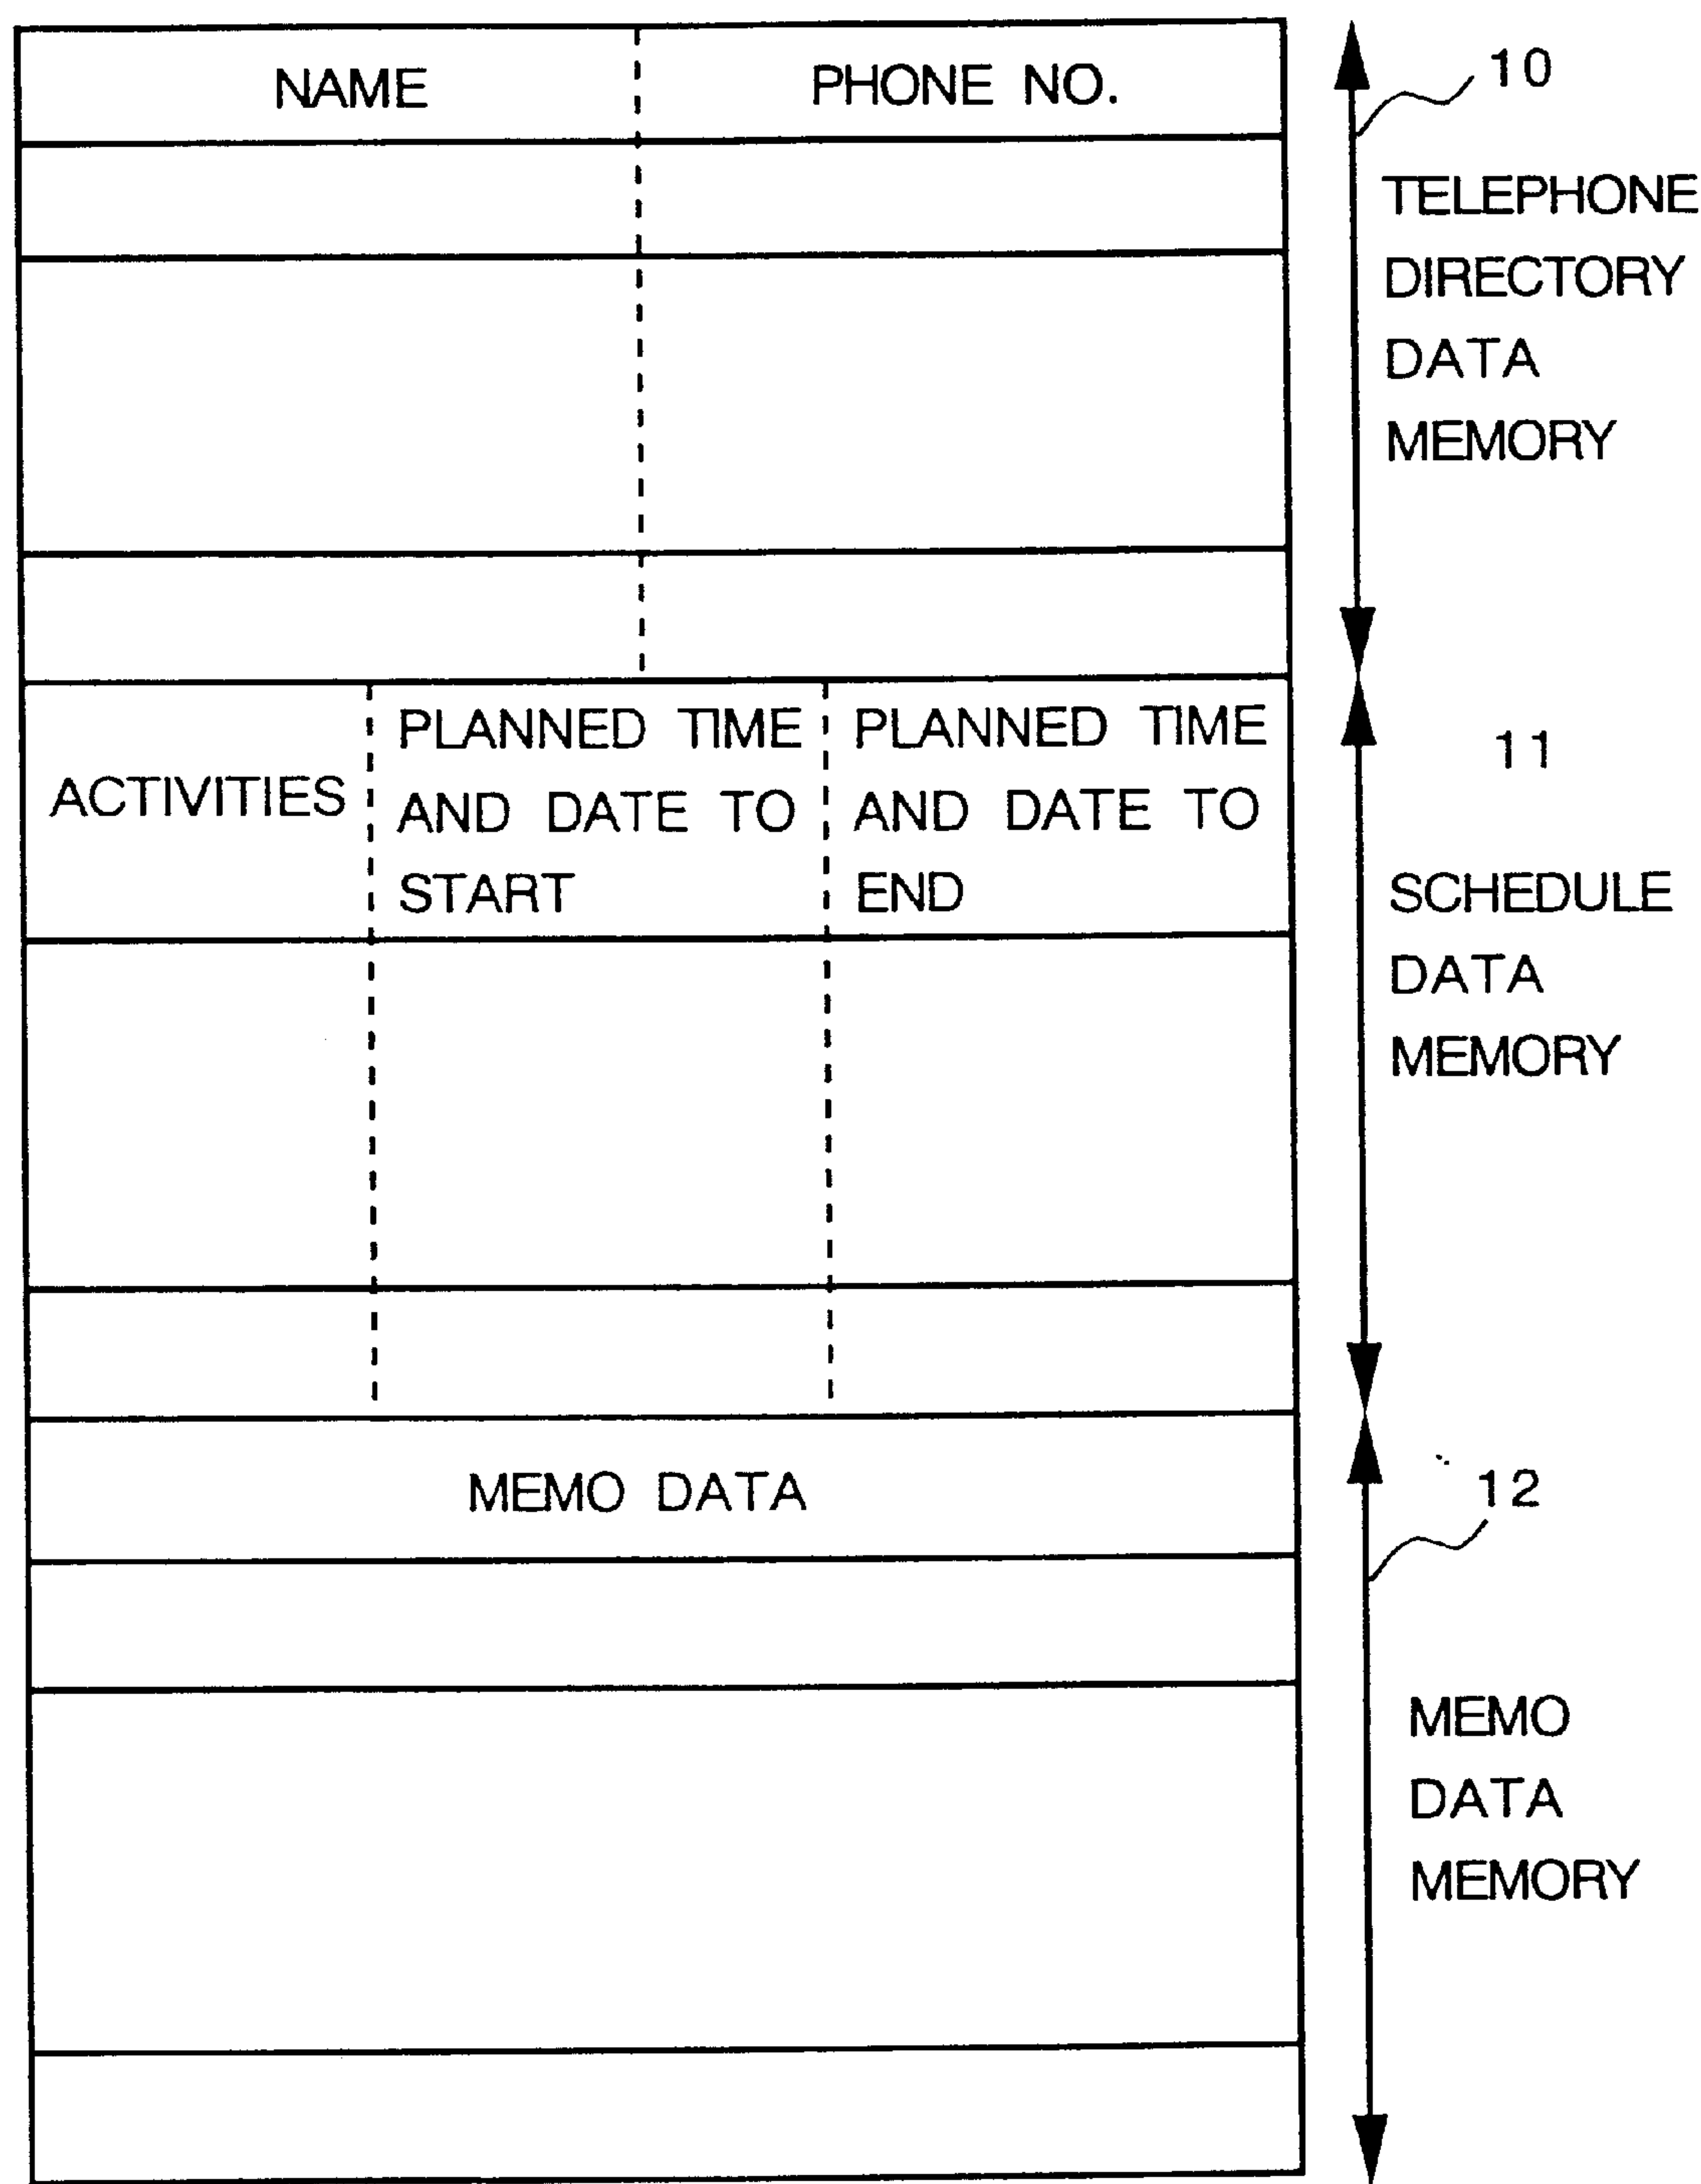 NAME
PHONE NO.
10
TELEPHONE
DIRECTORY
DATA
MEMORY
ACTIVITIES
PLANNED TIME
AND DATE TO
START
PLANNED TIME
AND DATE TO
END
11
SCHEDULE
DATA
MEMORY
MEMO DATA
12
MEMO
DATA
MEMORY